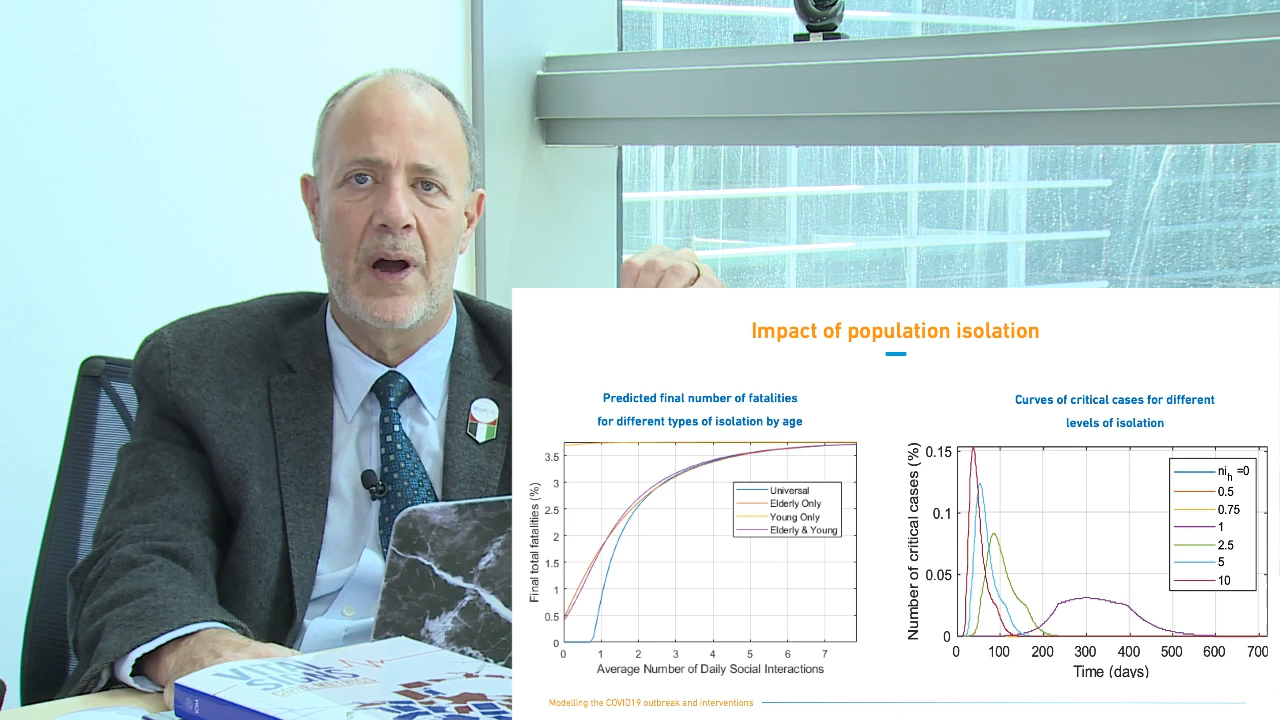 Impact of population isolation
Predicted final number of fatalities
for different types of isolation by age
Final total fatalities (%)
3.5
3
2.5
2
1.5
1
0.5
0
Universal
Elderly Only
Young Only
Elderly & Young
0 1 2 3 4 5 6 7
Average Number of Daily Social Interactions
Curves of critical cases for different
levels of isolation
Number of critical cases (%)
0.15
0.1
0.05
0
ni_h =0
0.5
0.75
1
2.5
5
10
0 100 200 300 400 500 600 700
Time (days)
VITAL
SIGNS
Modelling the COVID19 outbreak and interventions